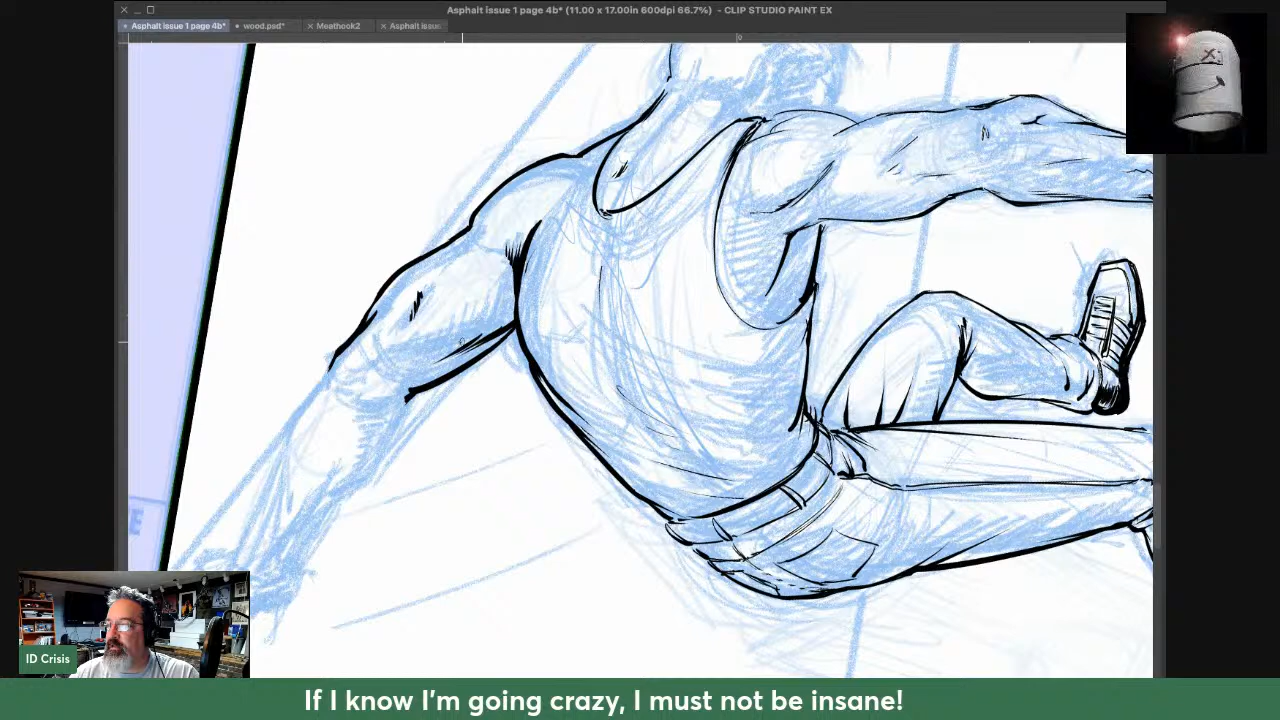 Asphalt issue 1 page 4b* (11.00 x 17.00in 600dpi 66.7%) - CLIP STUDIO PAINT EX
Asphalt issue 1 page 4b* wood.psd* Meathook2 Asphalt issue
0
E
X
ID Crisis
If I know I'm going crazy, I must not be insane!